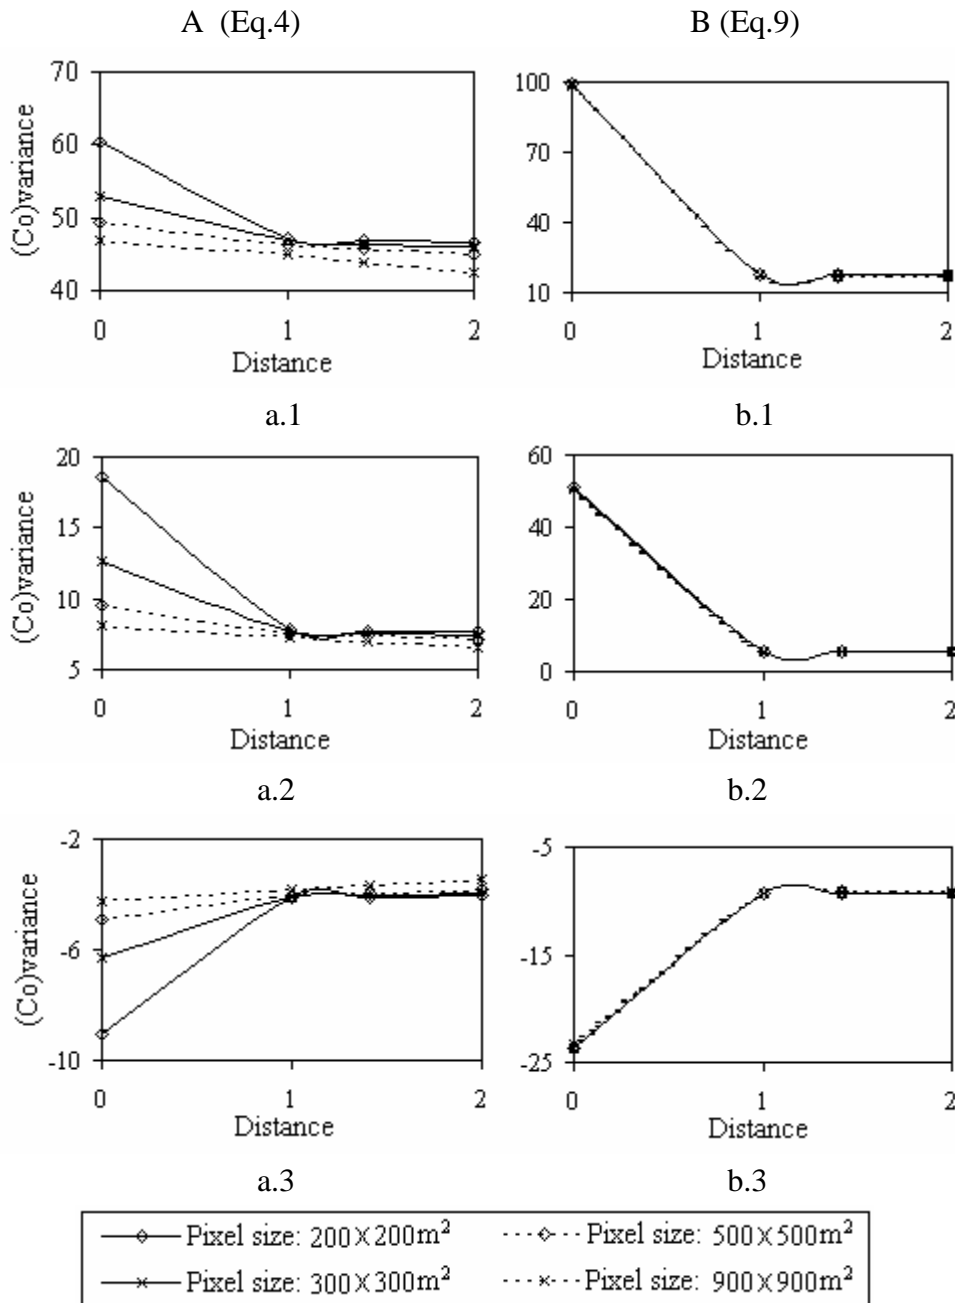 A (Eq.4)
B (Eq.9)
70
60
50
40
(Co)variance
0 1 2
Distance
a.1
100
70
40
10
0 1 2
Distance
b.1
20
15
10
5
(Co)variance
0 1 2
Distance
a.2
60
40
20
0
0 1 2
Distance
b.2
-2
-6
-10
(Co)variance
0 1 2
Distance
a.3
-5
-15
-25
0 1 2
Distance
b.3
Pixel size: 200×200m²
Pixel size: 500×500m²
Pixel size: 300×300m²
Pixel size: 900×900m²